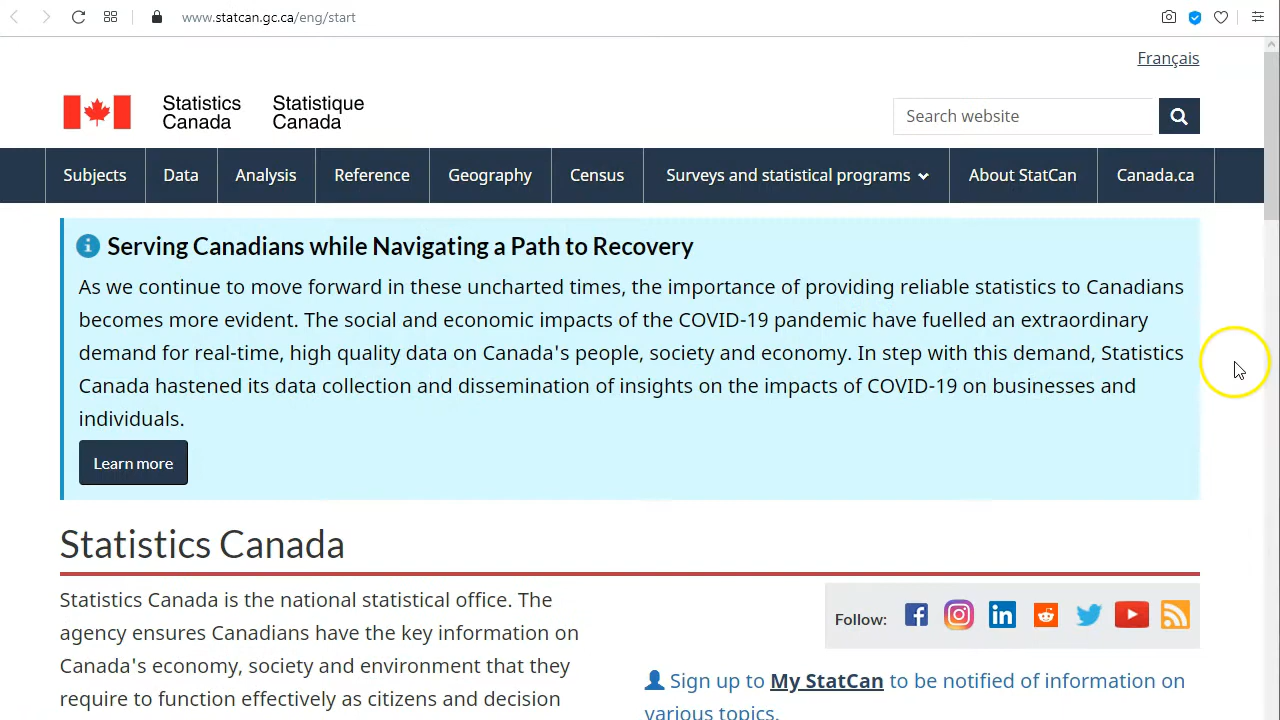 www.statcan.gc.ca/eng/start
Français
Statistics Canada
Statistique Canada
Search website
Subjects
Data
Analysis
Reference
Geography
Census
Surveys and statistical programs
About StatCan
Canada.ca
Serving Canadians while Navigating a Path to Recovery
As we continue to move forward in these uncharted times, the importance of providing reliable statistics to Canadians
becomes more evident. The social and economic impacts of the COVID-19 pandemic have fuelled an extraordinary
demand for real-time, high quality data on Canada's people, society and economy. In step with this demand, Statistics
Canada hastened its data collection and dissemination of insights on the impacts of COVID-19 on businesses and
individuals.
Learn more
Statistics Canada
Statistics Canada is the national statistical office. The
agency ensures Canadians have the key information on
Canada's economy, society and environment that they
require to function effectively as citizens and decision
Follow:
Sign up to My StatCan to be notified of information on
various topics.